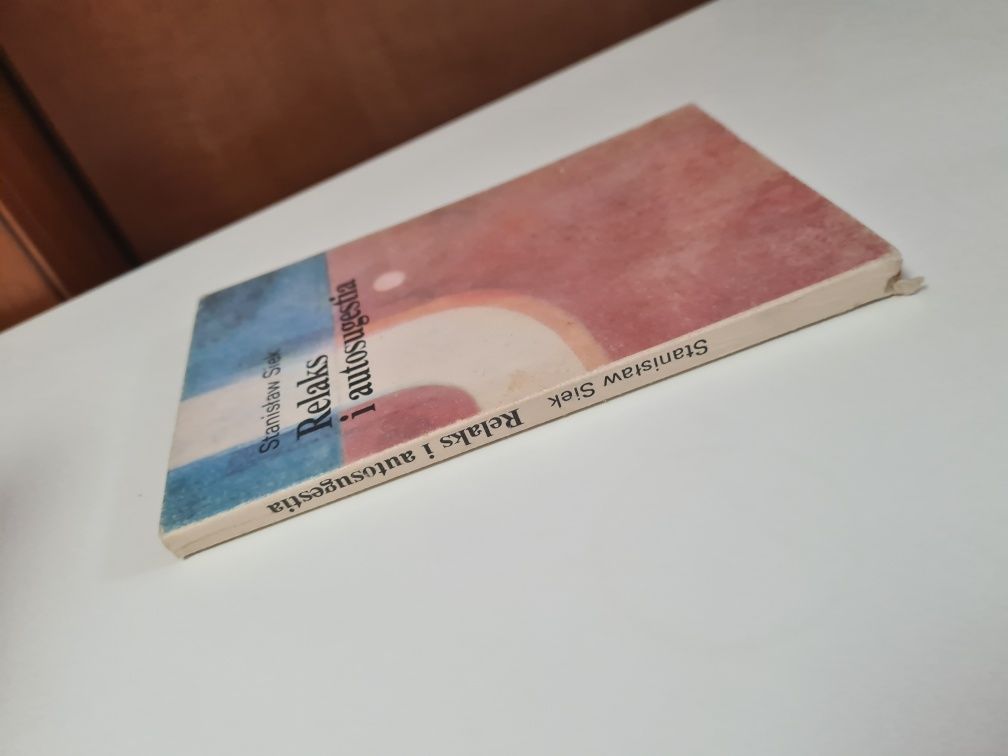 Stanisław Siek
Relaks
i autosugestia
Stanisław Siek Relaks i autosugestia